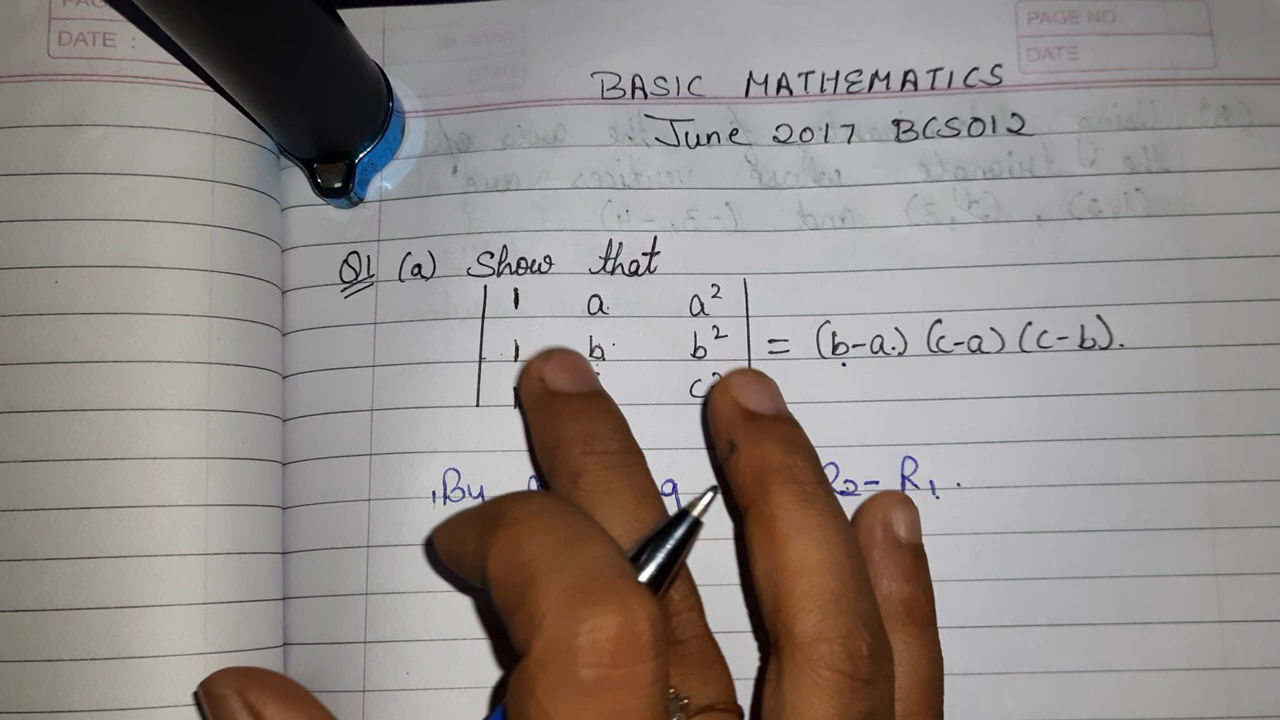 DATE :
PAGE NO.
DATE
BASIC MATHEMATICS
June 2017 BCS012
Q1 (a) Show that
1 a a²
1 b b² = (b-a) (c-a) (c-b).
c²
By R₂ - R₁.